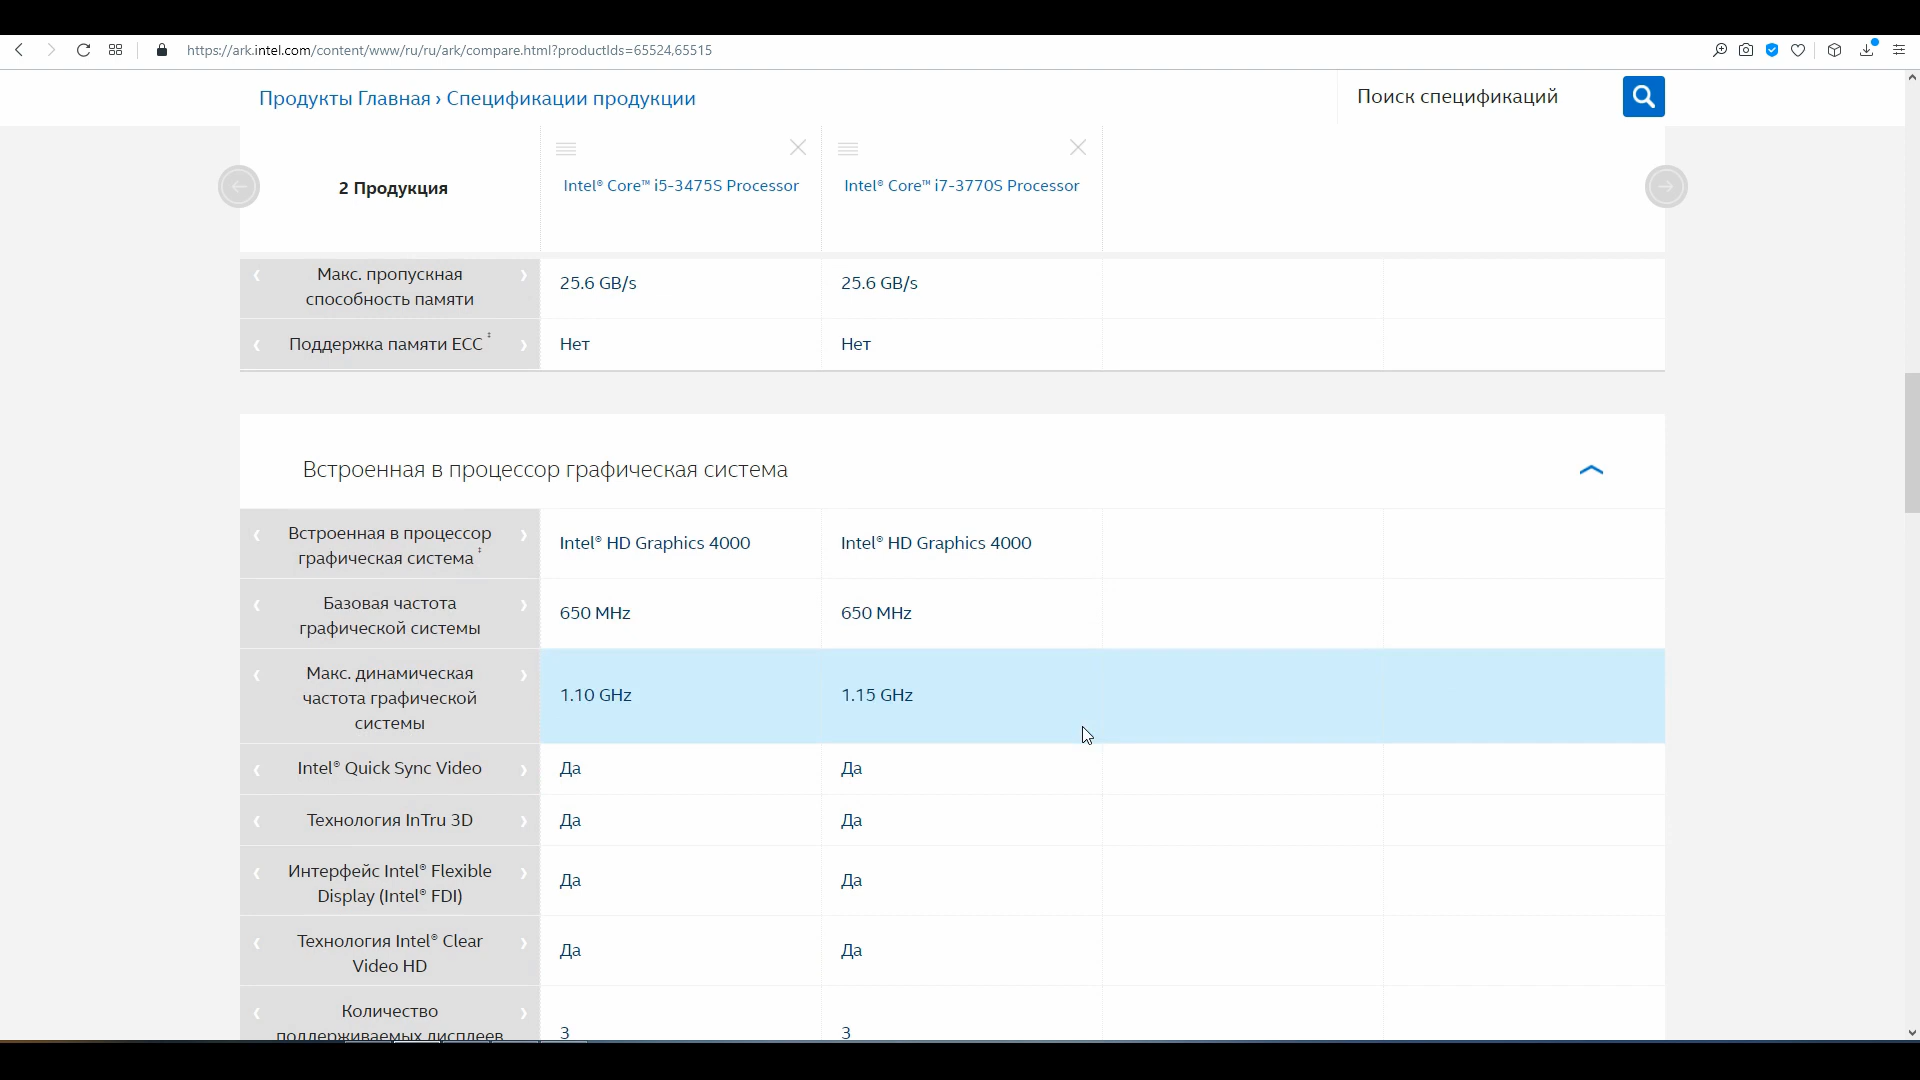 https://ark.intel.com/content/www/ru/ru/ark/compare.html?productIds=65524,65515
Продукты Главная › Спецификации продукции
Поиск спецификаций
2 Продукция
Intel® Core™ i5-3475S Processor
Intel® Core™ i7-3770S Processor
Макс. пропускная
способность памяти
25.6 GB/s
25.6 GB/s
Поддержка памяти ECC ‡
Нет
Нет
Встроенная в процессор графическая система
Встроенная в процессор
графическая система ‡
Intel® HD Graphics 4000
Intel® HD Graphics 4000
Базовая частота
графической системы
650 MHz
650 MHz
Макс. динамическая
частота графической
системы
1.10 GHz
1.15 GHz
Intel® Quick Sync Video
Да
Да
Технология InTru 3D
Да
Да
Интерфейс Intel® Flexible
Display (Intel® FDI)
Да
Да
Технология Intel® Clear
Video HD
Да
Да
Количество
поддерживаемых дисплеев
3
3